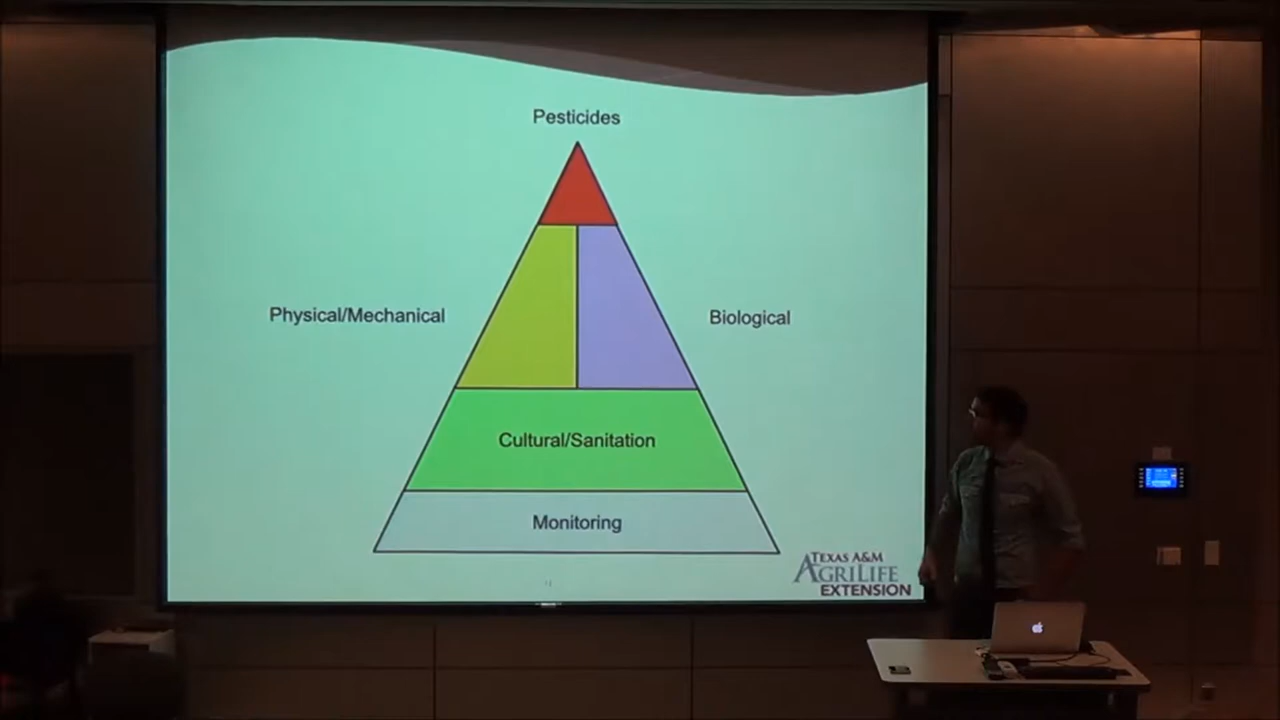 Pesticides
Physical/Mechanical
Biological
Cultural/Sanitation
Monitoring
TEXAS A&M
AGRILIFE
EXTENSION